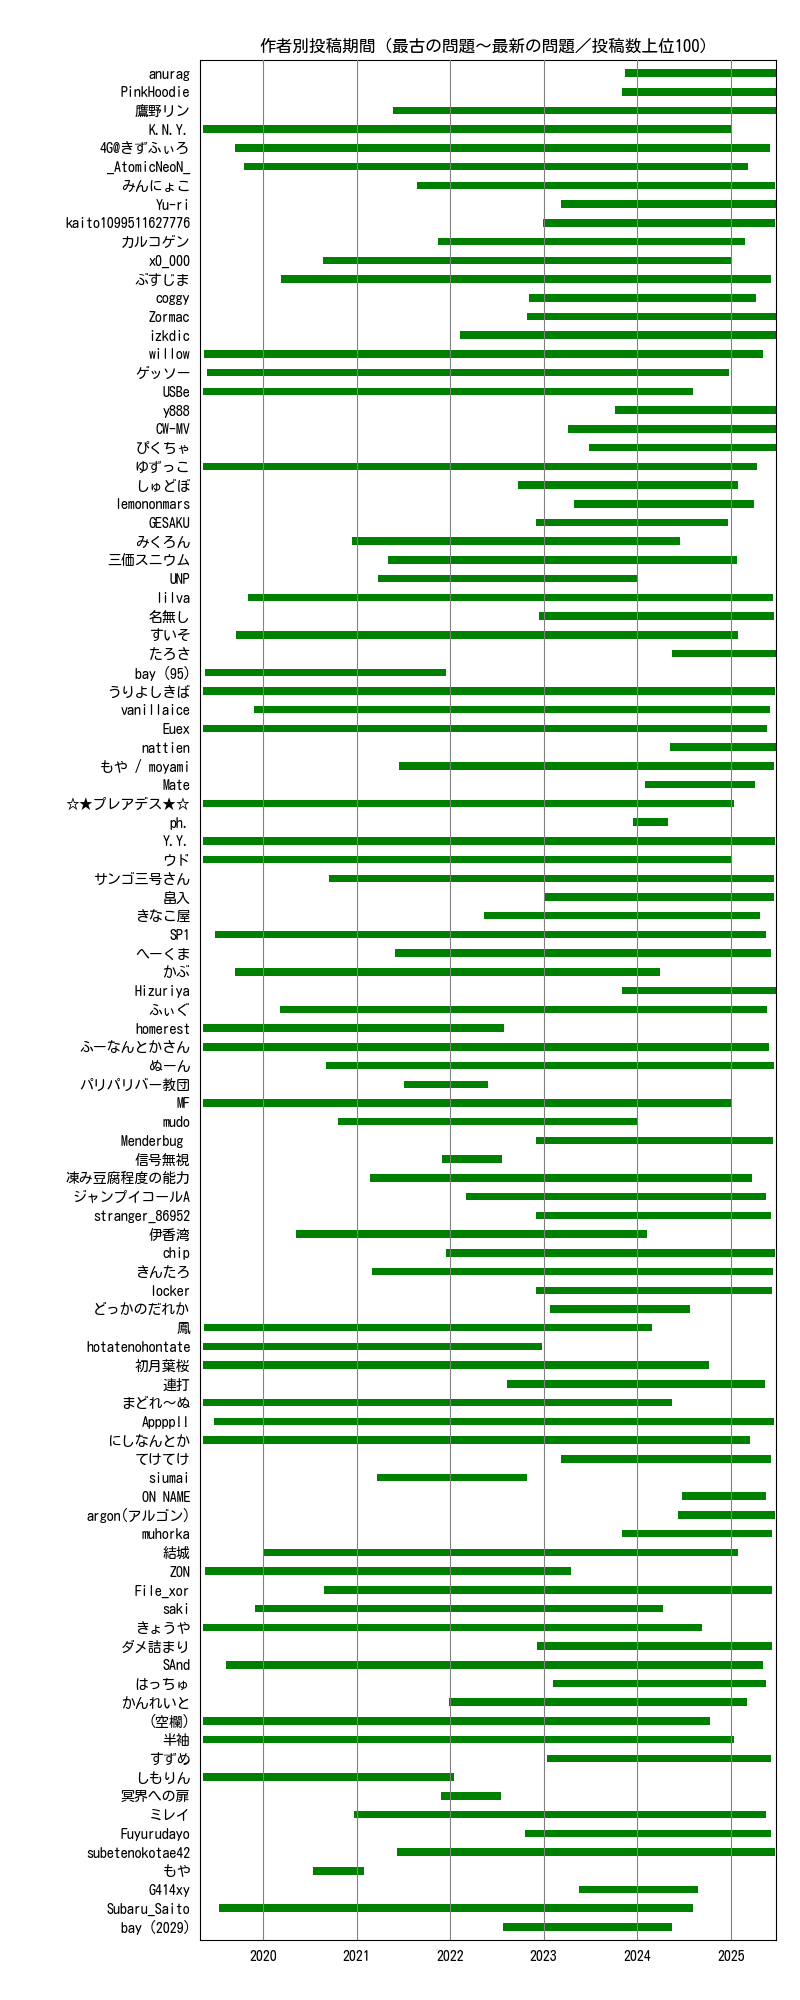 作者別投稿期間（最古の問題～最新の問題／投稿数上位100）
anurag
PinkHoodie
鷹野リン
K.N.Y.
4G@きずふぃろ
_AtomicNeoN_
みんにょこ
Yu-ri
kaito1099511627776
カルコゲン
x0_000
ぶすじま
coggy
Zormac
izkdic
willow
ゲッソー
USBe
y888
CW-MV
ぴくちゃ
ゆずっこ
しゅどぼ
lemononmars
GESAKU
みくろん
三価スニウム
UNP
lilva
名無し
すいそ
たろさ
bay (95)
うりよしきば
vanillaice
Euex
nattien
もや / moyami
Mate
☆★プレアデス★☆
ph.
Y.Y.
ウド
サンゴ三号さん
畠入
きなこ屋
SP1
へーくま
かぶ
Hizuriya
ふぃぐ
homerest
ふーなんとかさん
ぬーん
パリパリバー教団
MF
mudo
Menderbug
信号無視
凍み豆腐程度の能力
ジャンプイコールA
stranger_86952
伊香湾
chip
きんたろ
locker
どっかのだれか
鳳
hotatenohontate
初月葉桜
連打
まどれ～ぬ
Appppll
にしなんとか
てけてけ
siumai
ON NAME
argon(アルゴン)
muhorka
結城
ZON
File_xor
saki
きょうや
ダメ詰まり
SAnd
はっちゅ
かんれいと
(空欄)
半袖
すずめ
しもりん
冥界への扉
ミレイ
Fuyurudayo
subetenokotae42
もや
G414xy
Subaru_Saito
bay (2029)
2020 2021 2022 2023 2024 2025